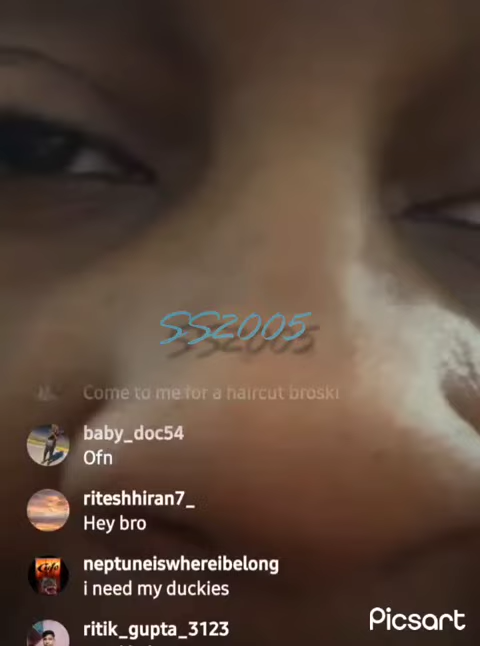 SS2005
Come to me for a haircut broski
baby_doc54
Ofn
riteshhiran7_
Hey bro
neptuneiswhereibelong
i need my duckies
ritik_gupta_3123
Picsart